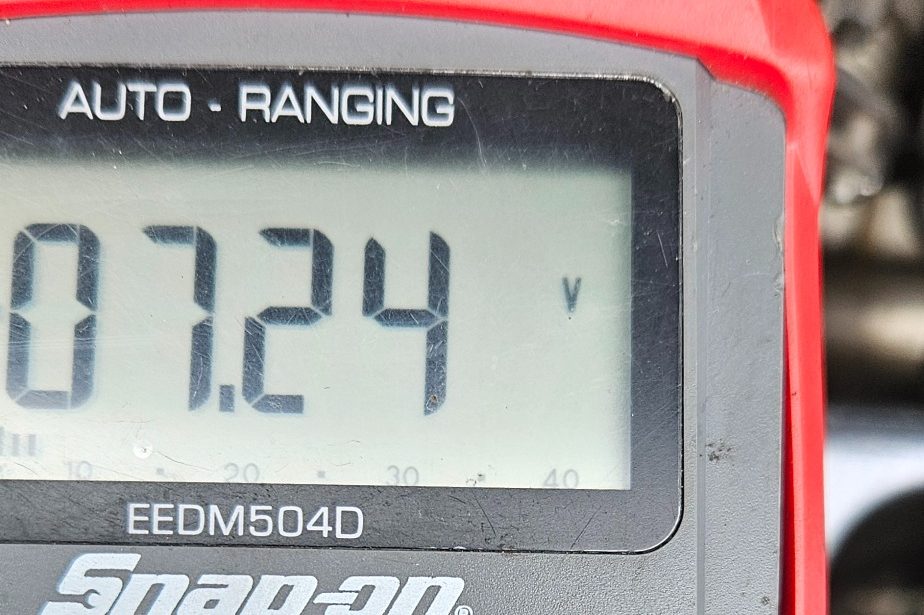 AUTO - RANGING
07.24 V
10 20 30 40
EEDM504D
Snap-on®